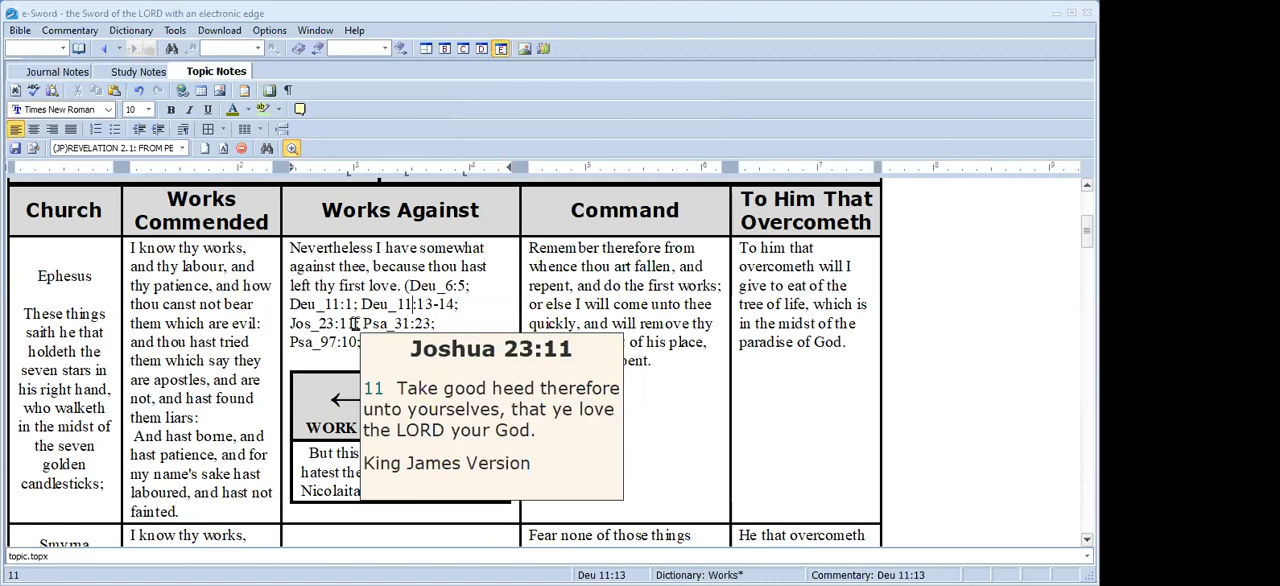 e-Sword - the Sword of the LORD with an electronic edge
Bible Commentary Dictionary Tools Download Options Window Help
Journal Notes Study Notes Topic Notes
Times New Roman 10 B I U A ab
(JP)REVELATION 2.1: FROM PE
2 3 4 5 6 7 8 9
Church
Works
Commended
Works Against
Command
To Him That
Overcometh
Ephesus
These things
saith he that
holdeth the
seven stars in
his right hand,
who walketh
in the midst of
the seven
golden
candlesticks;
I know thy works,
and thy labour, and
thy patience, and how
thou canst not bear
them which are evil:
and thou hast tried
them which say they
are apostles, and are
not, and hast found
them liars:
And hast borne, and
hast patience, and for
my name's sake hast
laboured, and hast not
fainted.
Nevertheless I have somewhat
against thee, because thou hast
left thy first love. (Deu_6:5;
Deu_11:1; Deu_11:13-14;
Jos_23:11; Psa_31:23;
Psa_97:10;
←
WORK
But this
hatest the
Nicolaita
Joshua 23:11
11 Take good heed therefore
unto yourselves, that ye love
the LORD your God.
King James Version
Remember therefore from
whence thou art fallen, and
repent, and do the first works;
or else I will come unto thee
quickly, and will remove thy
of his place,
pent.
To him that
overcometh will I
give to eat of the
tree of life, which is
in the midst of the
paradise of God.
Smyrna
I know thy works,
Fear none of those things
He that overcometh
topic.topx
11 Deu 11:13 Dictionary: Works* Commentary: Deu 11:13